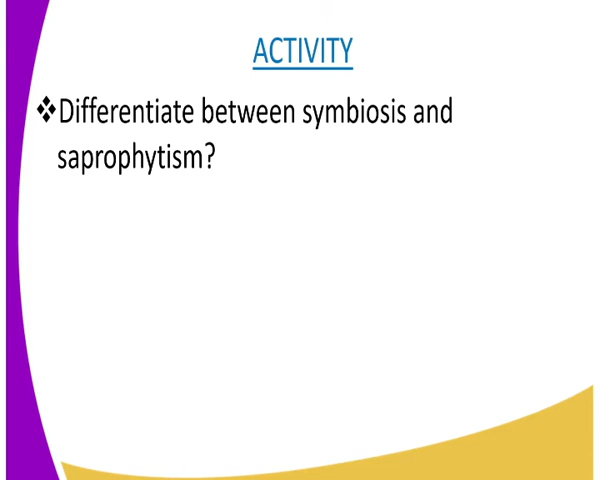 ACTIVITY
❖Differentiate between symbiosis and
saprophytism?